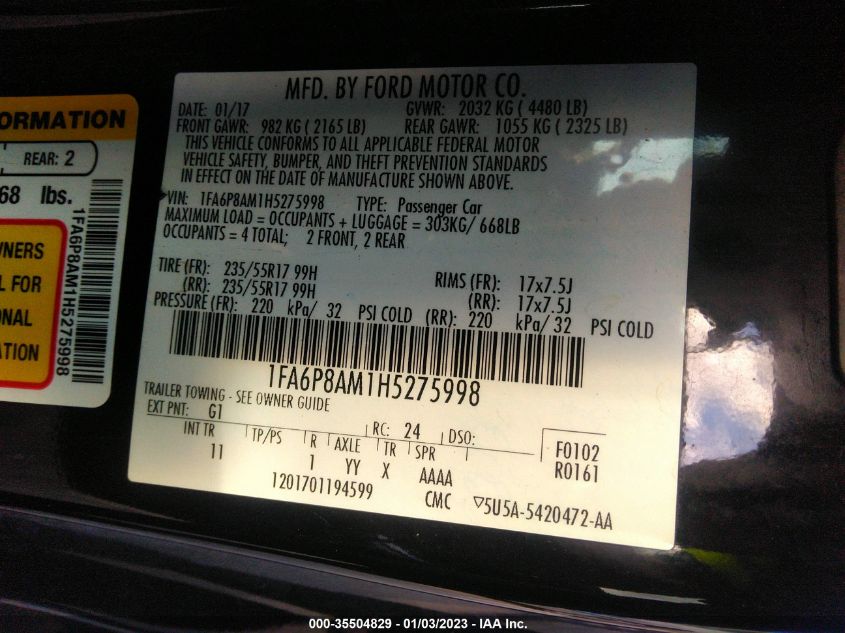 ORMATION
REAR: 2
68 lbs.
WNERS
L FOR
ONAL
ATION
1FA6P8AM1H5275998
MFD. BY FORD MOTOR CO.
DATE: 01/17 GVWR: 2032 KG ( 4480 LB)
FRONT GAWR: 982 KG ( 2165 LB) REAR GAWR: 1055 KG ( 2325 LB)
THIS VEHICLE CONFORMS TO ALL APPLICABLE FEDERAL MOTOR
VEHICLE SAFETY, BUMPER, AND THEFT PREVENTION STANDARDS
IN EFFECT ON THE DATE OF MANUFACTURE SHOWN ABOVE.
VIN: 1FA6P8AM1H5275998 TYPE: Passenger Car
MAXIMUM LOAD = OCCUPANTS + LUGGAGE = 303KG/ 668LB
OCCUPANTS = 4 TOTAL; 2 FRONT, 2 REAR
TIRE (FR): 235/55R17 99H RIMS (FR): 17x7.5J
(RR): 235/55R17 99H (RR): 17x7.5J
PRESSURE (FR): 220 kPa/ 32 PSI COLD (RR): 220 kPa/ 32 PSI COLD
1FA6P8AM1H5275998
TRAILER TOWING - SEE OWNER GUIDE
EXT PNT: G1 RC: 24 DSO: F0102
INT TR TP/PS R AXLE TR SPR R0161
11 1 YY X AAAA
1201701194599 CMC ▽5U5A-5420472-AA
000-35504829 - 01/03/2023 - IAA Inc.